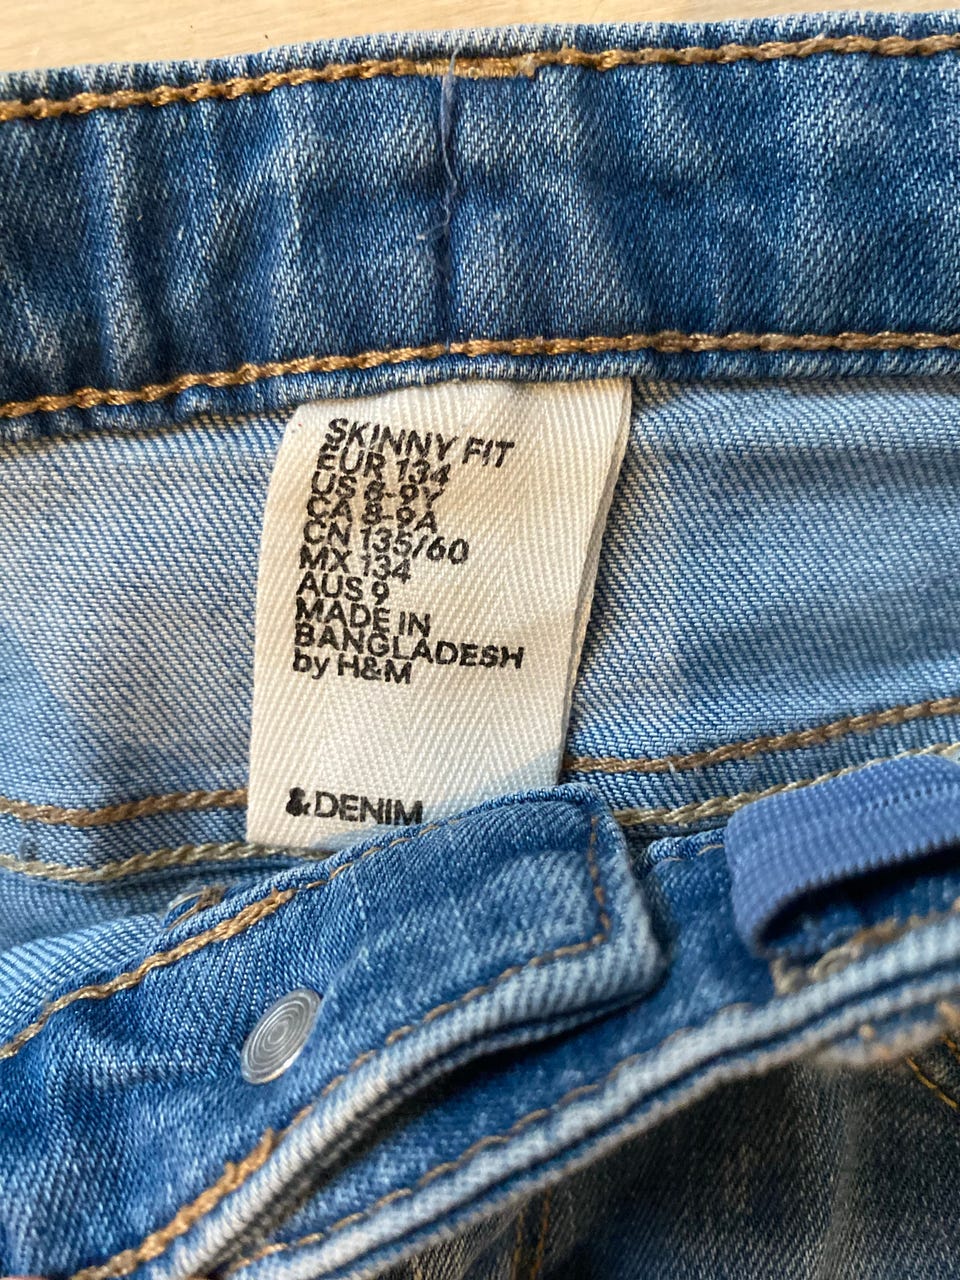 SKINNY FIT
EUR 134
US 8-9Y
CA 8-9A
CN 135/60
MX 134
AUS 9
MADE IN
BANGLADESH
by H&M
&DENIM